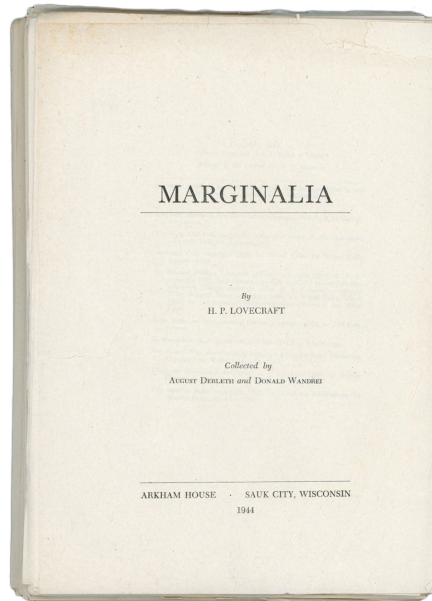 MARGINALIA
By
H. P. LOVECRAFT
Collected by
AUGUST DERLETH and DONALD WANDREI
ARKHAM HOUSE · SAUK CITY, WISCONSIN
1944